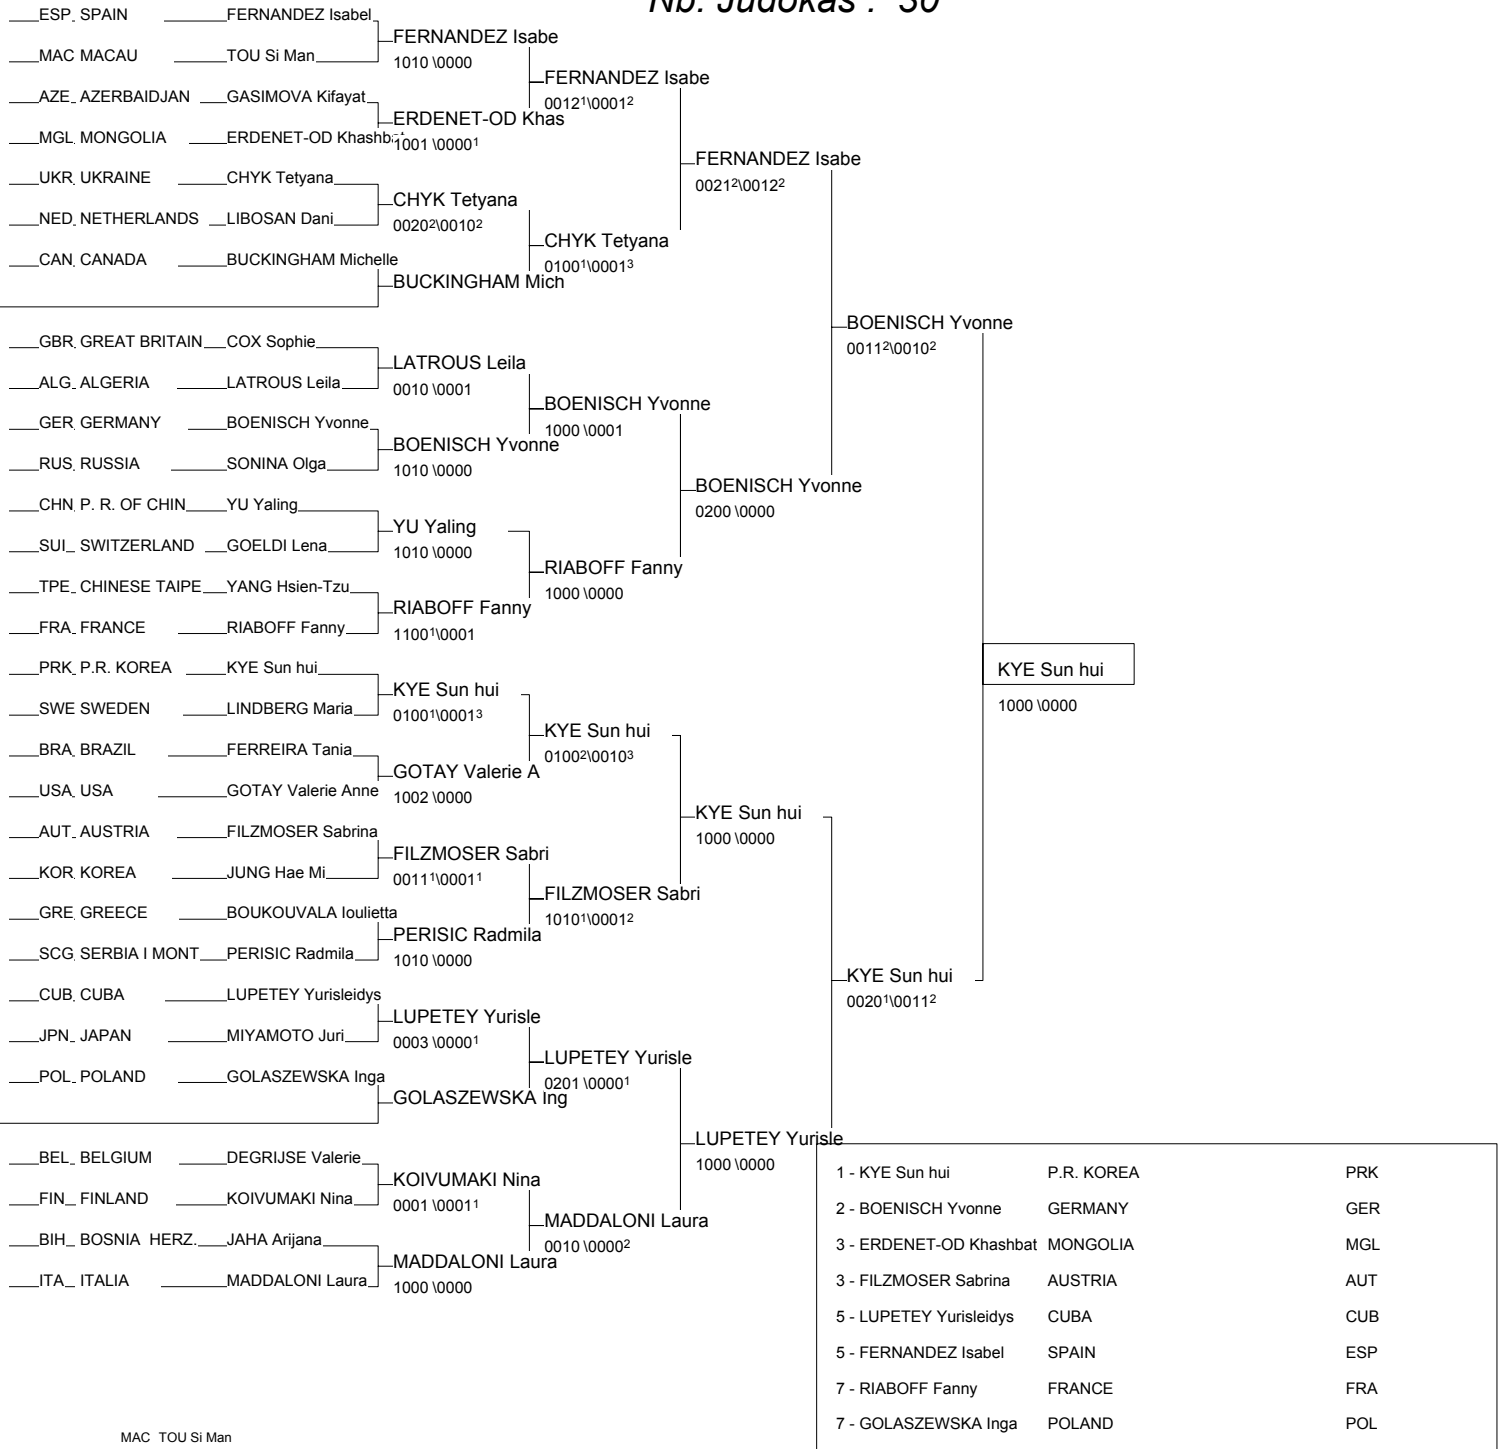 Nb. Judokas : 30
ESP SPAIN FERNANDEZ Isabel
FERNANDEZ Isabe
MAC MACAU TOU Si Man
1010 \0000
FERNANDEZ Isabe
AZE AZERBAIDJAN GASIMOVA Kifayat
0012¹\0001²
ERDENET-OD Khas
MGL MONGOLIA ERDENET-OD Khashbat
1001 \0000¹
FERNANDEZ Isabe
UKR UKRAINE CHYK Tetyana
0021²\0012²
CHYK Tetyana
NED NETHERLANDS LIBOSAN Dani
0020²\0010²
CHYK Tetyana
CAN CANADA BUCKINGHAM Michelle
0100¹\0001³
BUCKINGHAM Mich
BOENISCH Yvonne
GBR GREAT BRITAIN COX Sophie
0011²\0010²
LATROUS Leila
ALG ALGERIA LATROUS Leila
0010 \0001
BOENISCH Yvonne
GER GERMANY BOENISCH Yvonne
1000 \0001
BOENISCH Yvonne
RUS RUSSIA SONINA Olga
1010 \0000
BOENISCH Yvonne
CHN P. R. OF CHIN YU Yaling
0200 \0000
YU Yaling
SUI SWITZERLAND GOELDI Lena
1010 \0000
RIABOFF Fanny
TPE CHINESE TAIPE YANG Hsien-Tzu
1000 \0000
RIABOFF Fanny
FRA FRANCE RIABOFF Fanny
1100¹\0001
PRK P.R. KOREA KYE Sun hui
KYE Sun hui
KYE Sun hui
1000 \0000
SWE SWEDEN LINDBERG Maria
0100¹\0001³
KYE Sun hui
BRA BRAZIL FERREIRA Tania
0100²\0010³
GOTAY Valerie A
USA USA GOTAY Valerie Anne
1002 \0000
KYE Sun hui
AUT AUSTRIA FILZMOSER Sabrina
1000 \0000
FILZMOSER Sabri
KOR KOREA JUNG Hae Mi
0011¹\0001¹
FILZMOSER Sabri
GRE GREECE BOUKOUVALA Ioulietta
1010¹\0001²
PERISIC Radmila
SCG SERBIA I MONT PERISIC Radmila
1010 \0000
KYE Sun hui
CUB CUBA LUPETEY Yurisleidys
0020¹\0011²
LUPETEY Yurisle
JPN JAPAN MIYAMOTO Juri
0003 \0000¹
LUPETEY Yurisle
POL POLAND GOLASZEWSKA Inga
0201 \0000¹
GOLASZEWSKA Ing
LUPETEY Yurisle
BEL BELGIUM DEGRIJSE Valerie
1000 \0000
KOIVUMAKI Nina
FIN FINLAND KOIVUMAKI Nina
0001 \0001¹
MADDALONI Laura
BIH BOSNIA HERZ. JAHA Arijana
0010 \0000²
MADDALONI Laura
ITA ITALIA MADDALONI Laura
1000 \0000
1 - KYE Sun hui P.R. KOREA PRK
2 - BOENISCH Yvonne GERMANY GER
3 - ERDENET-OD Khashbat MONGOLIA MGL
3 - FILZMOSER Sabrina AUSTRIA AUT
5 - LUPETEY Yurisleidys CUBA CUB
5 - FERNANDEZ Isabel SPAIN ESP
7 - RIABOFF Fanny FRANCE FRA
7 - GOLASZEWSKA Inga POLAND POL
MAC TOU Si Man